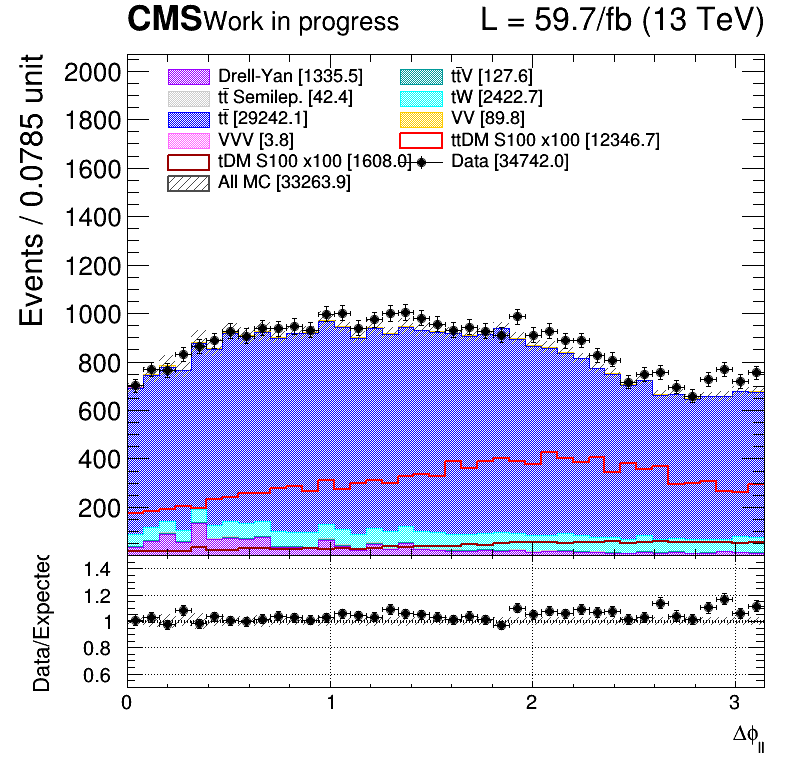 CMS Work in progress L = 59.7/fb (13 TeV)
Events / 0.0785 unit
2000
1800
1600
1400
1200
1000
800
600
400
200
Drell-Yan [1335.5] tt̄V [127.6]
tt̄ Semilep. [42.4] tW [2422.7]
tt̄ [29242.1] VV [89.8]
VVV [3.8] ttDM S100 x100 [12346.7]
tDM S100 x100 [1608.0] Data [34742.0]
All MC [33263.9]
Data/Expected
1.4
1.2
1
0.8
0.6
0 1 2 3
Δϕ_ll